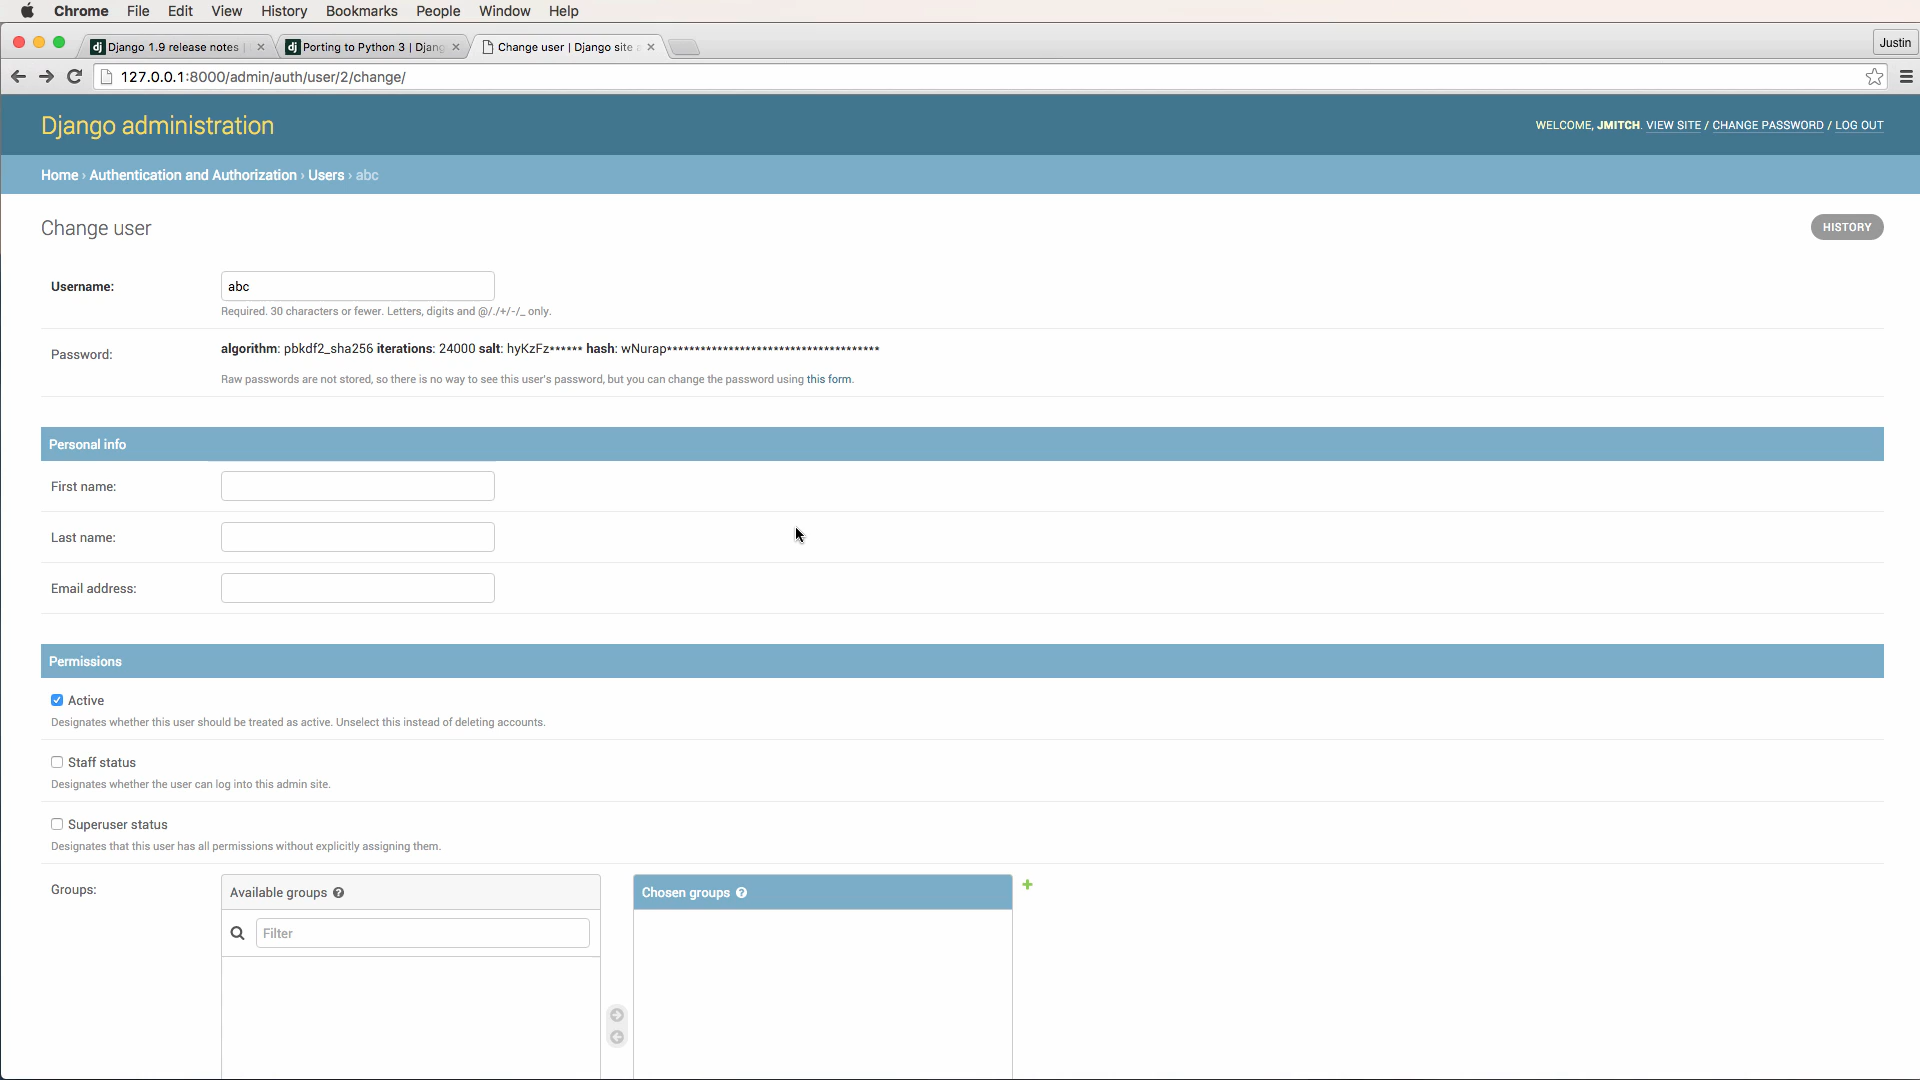 Chrome File Edit View History Bookmarks People Window Help
Django 1.9 release notes
Porting to Python 3 | Djang
Change user | Django site a
Justin
127.0.0.1:8000/admin/auth/user/2/change/
Django administration
WELCOME, JMITCH. VIEW SITE / CHANGE PASSWORD / LOG OUT
Home › Authentication and Authorization › Users › abc
Change user
HISTORY
Username:
abc
Required. 30 characters or fewer. Letters, digits and @/./+/-/_ only.
Password:
algorithm: pbkdf2_sha256 iterations: 24000 salt: hyKzFz****** hash: wNurap**************************************
Raw passwords are not stored, so there is no way to see this user's password, but you can change the password using this form.
Personal info
First name:
Last name:
Email address:
Permissions
Active
Designates whether this user should be treated as active. Unselect this instead of deleting accounts.
Staff status
Designates whether the user can log into this admin site.
Superuser status
Designates that this user has all permissions without explicitly assigning them.
Groups:
Available groups ?
Chosen groups ?
Filter